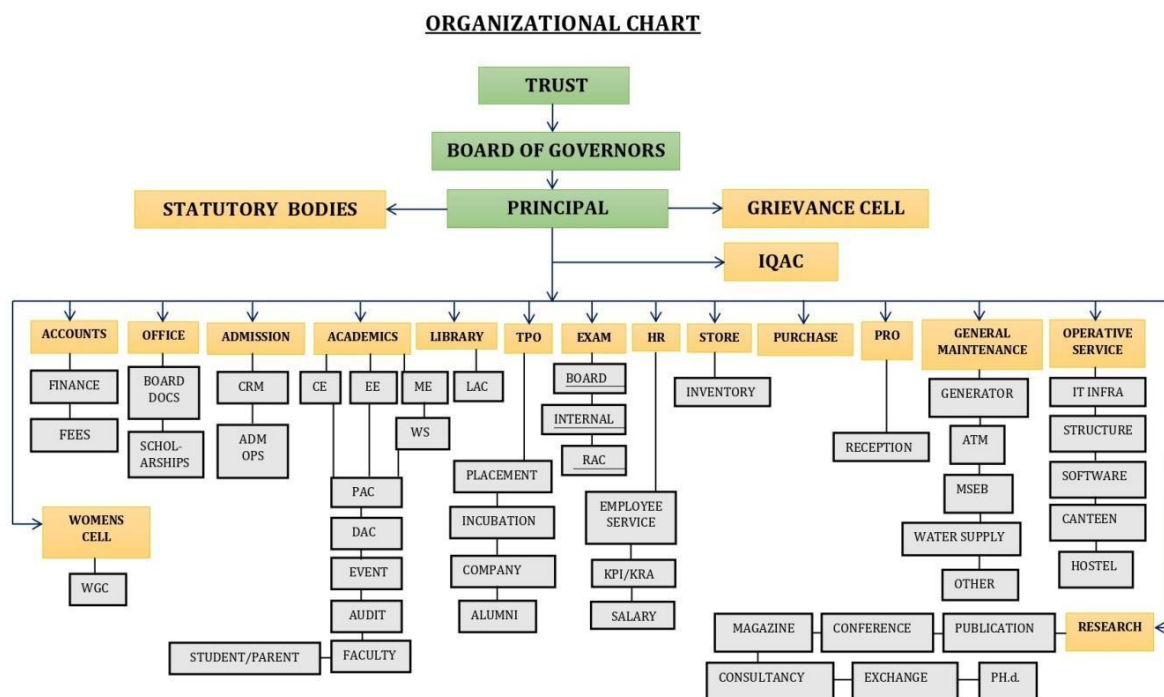 ORGANIZATIONAL CHART
TRUST
BOARD OF GOVERNORS
STATUTORY BODIES
PRINCIPAL
GRIEVANCE CELL
IQAC
ACCOUNTS
OFFICE
ADMISSION
ACADEMICS
LIBRARY
TPO
EXAM
HR
STORE
PURCHASE
PRO
GENERAL
MAINTENANCE
OPERATIVE
SERVICE
FINANCE
FEES
BOARD
DOCS
SCHOL-
ARSHIPS
CRM
ADM
OPS
CE
EE
ME
WS
PAC
DAC
EVENT
AUDIT
FACULTY
STUDENT/PARENT
LAC
PLACEMENT
INCUBATION
COMPANY
ALUMNI
BOARD
INTERNAL
RAC
EMPLOYEE
SERVICE
KPI/KRA
SALARY
INVENTORY
RECEPTION
GENERATOR
ATM
MSEB
WATER SUPPLY
OTHER
IT INFRA
STRUCTURE
SOFTWARE
CANTEEN
HOSTEL
WOMENS
CELL
WGC
MAGAZINE
CONFERENCE
PUBLICATION
RESEARCH
CONSULTANCY
EXCHANGE
PH.d.